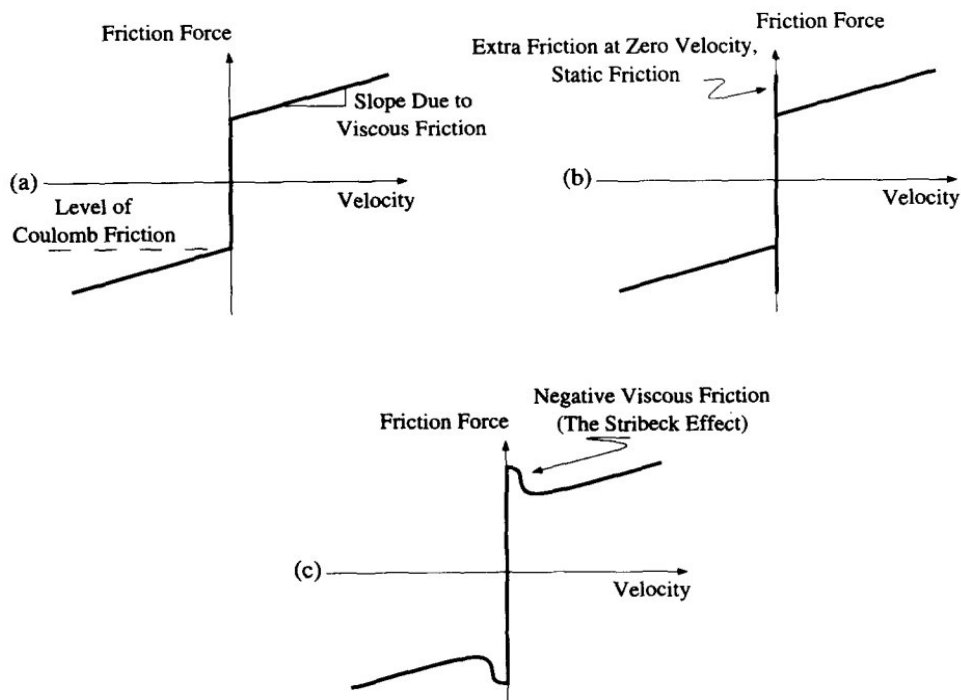 Friction Force
Slope Due to
Viscous Friction
(a)
Velocity
Level of
Coulomb Friction
Friction Force
Extra Friction at Zero Velocity,
Static Friction
(b)
Velocity
Negative Viscous Friction
(The Stribeck Effect)
Friction Force
(c)
Velocity